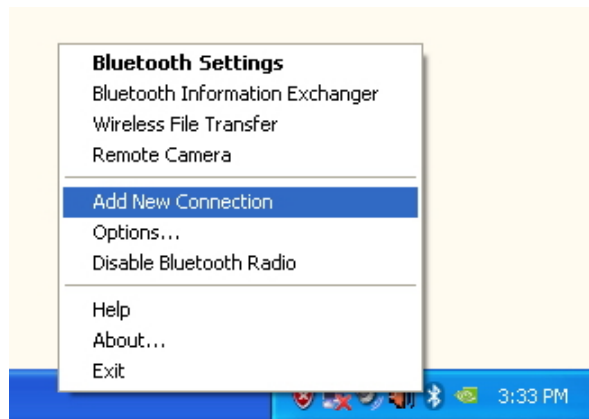 Bluetooth Settings
Bluetooth Information Exchanger
Wireless File Transfer
Remote Camera
Add New Connection
Options...
Disable Bluetooth Radio
Help
About...
Exit
3:33 PM